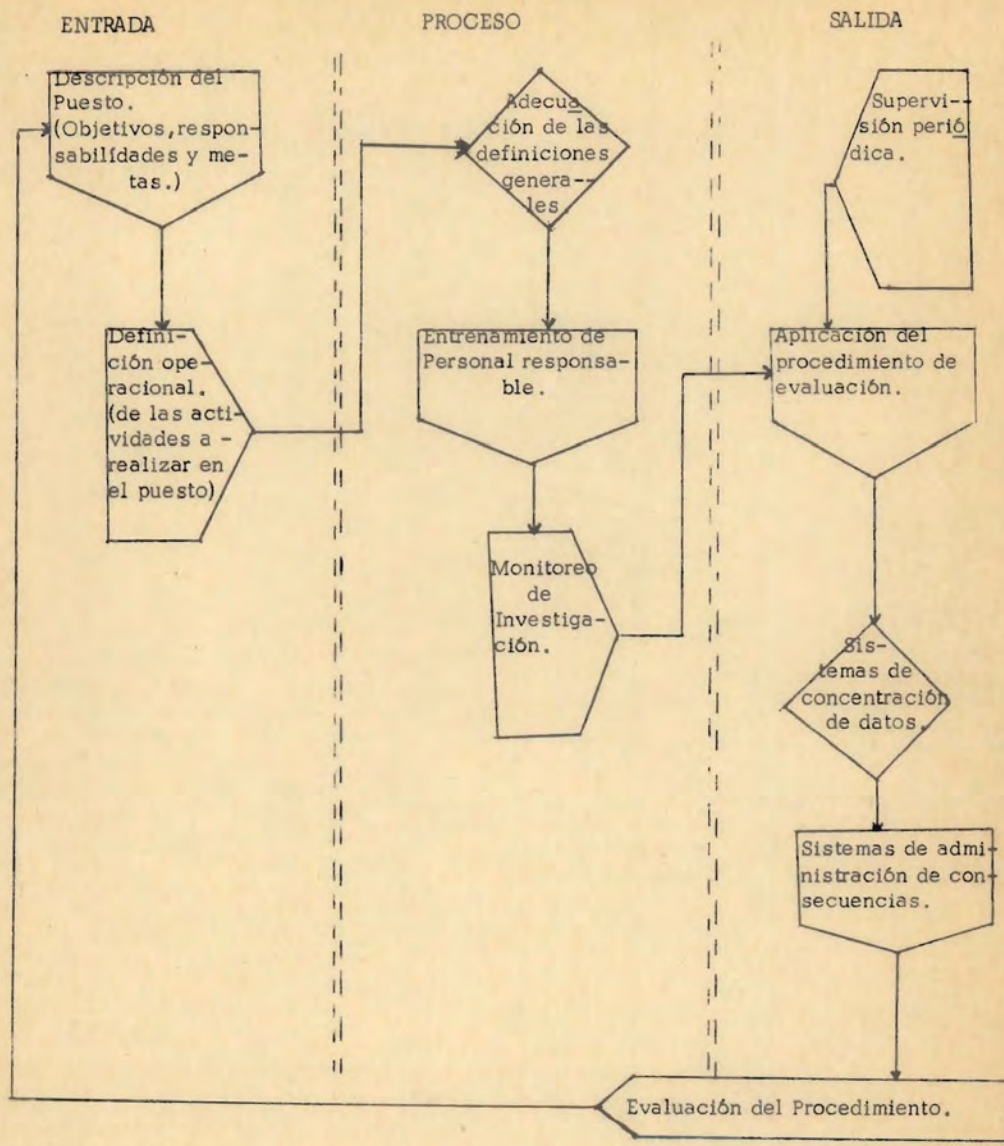 ENTRADA
PROCESO
SALIDA
Descripción del
Puesto.
(Objetivos,respon-
sabilidades y me-
tas.)
Defini-
ción ope-
racional.
(de las acti-
vidades a -
realizar en
el puesto)
Adecua
ción de las
definiciones
genera--
les.
Entrenamiento de
Personal responsa-
ble.
Monitoreo
de
Investiga-
ción.
Supervi--
sión perió
dica.
Aplicación del
procedimiento de
evaluación.
Sis-
temas de
concentración
de datos.
Sistemas de admi-
nistración de con-
secuencias.
Evaluación del Procedimiento.